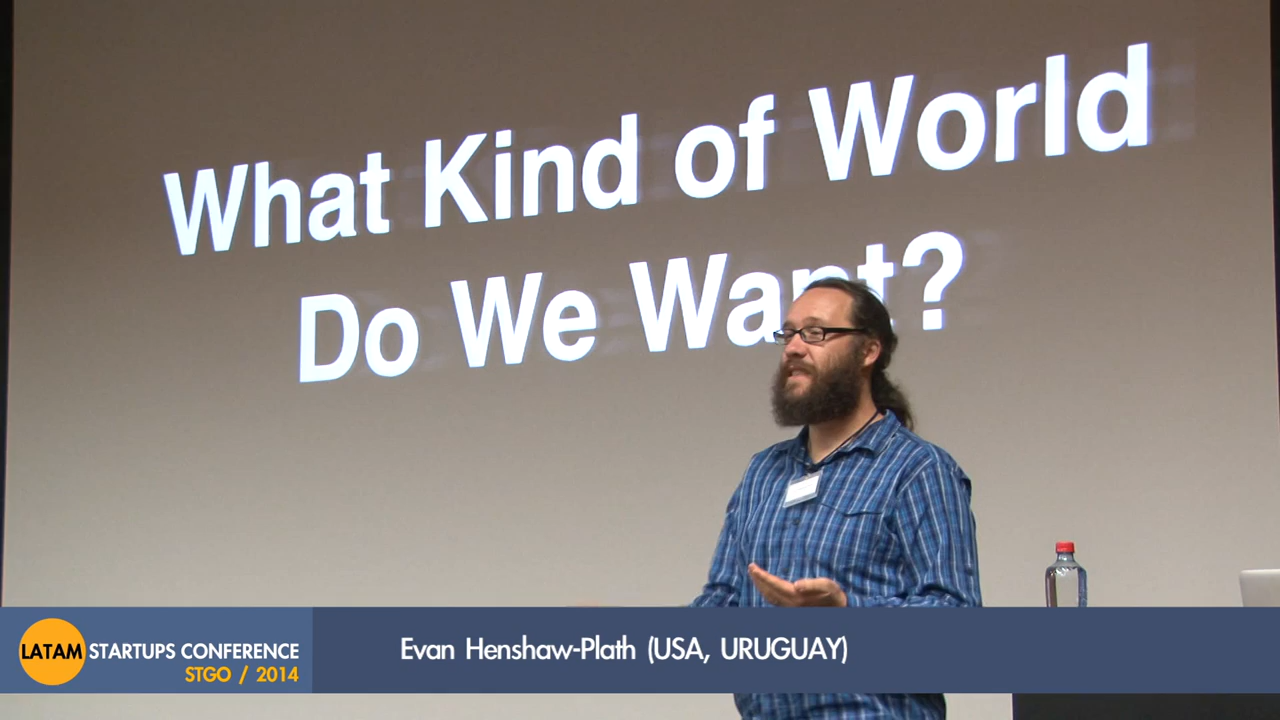 What Kind of World
Do We Want?
LATAM STARTUPS CONFERENCE
STGO / 2014
Evan Henshaw-Plath (USA, URUGUAY)